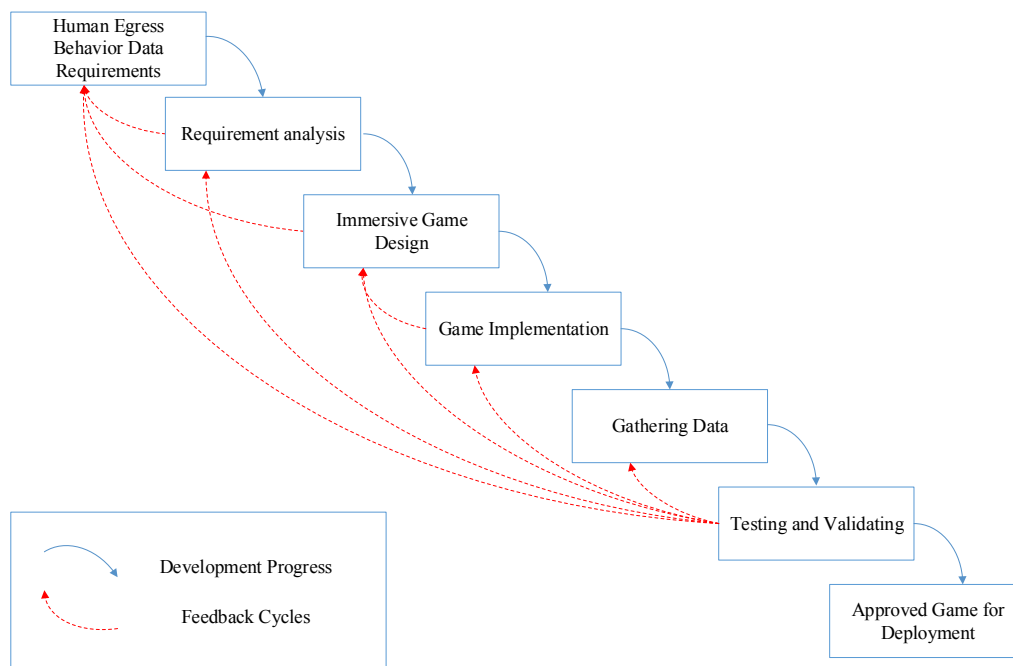 Human Egress
Behavior Data
Requirements
Requirement analysis
Immersive Game
Design
Game Implementation
Gathering Data
Testing and Validating
Approved Game for
Deployment
Development Progress
Feedback Cycles